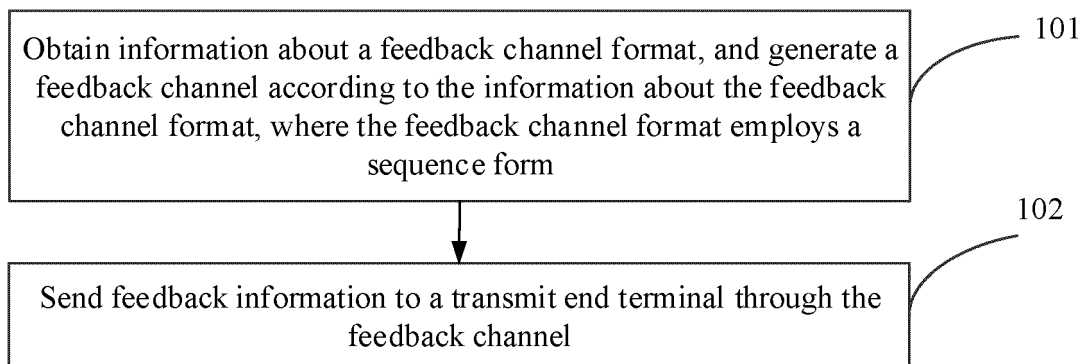 Obtain information about a feedback channel format, and generate a
feedback channel according to the information about the feedback
channel format, where the feedback channel format employs a
sequence form
101
Send feedback information to a transmit end terminal through the
feedback channel
102